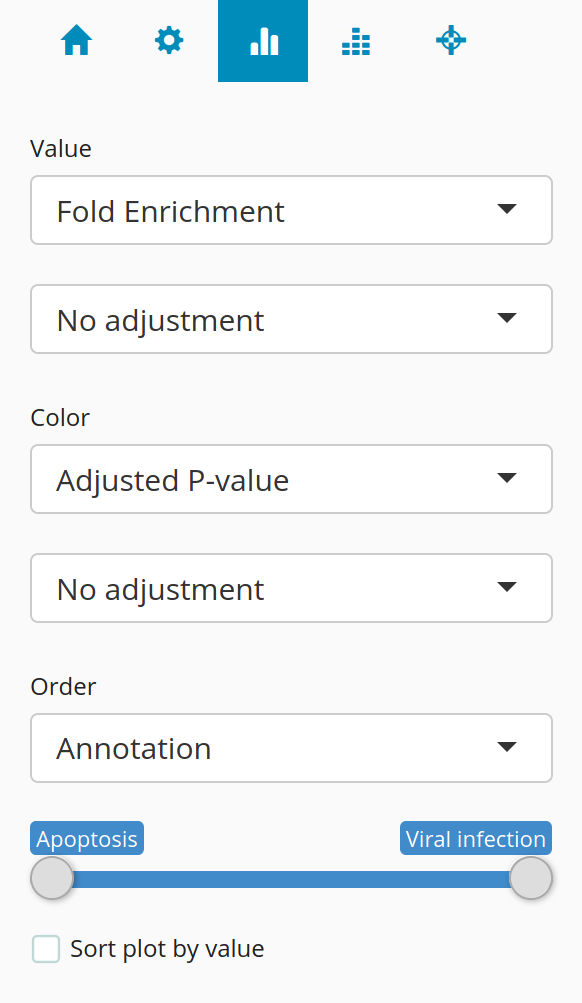 Value
Fold Enrichment
No adjustment
Color
Adjusted P-value
No adjustment
Order
Annotation
Apoptosis Viral infection
Sort plot by value